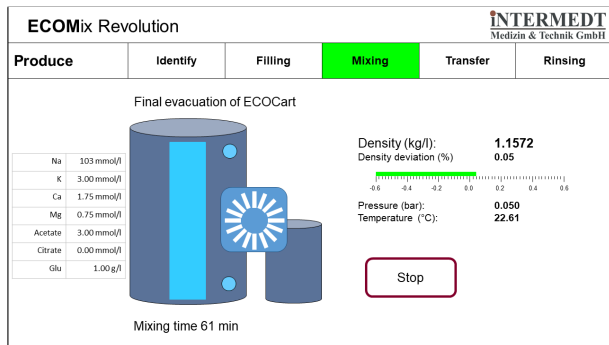 ECOMix Revolution
iNTERMEDT
Medizin & Technik GmbH
Produce Identify Filling Mixing Transfer Rinsing
Final evacuation of ECOCart
Na 103 mmol/l
K 3.00 mmol/l
Ca 1.75 mmol/l
Mg 0.75 mmol/l
Acetate 3.00 mmol/l
Citrate 0.00 mmol/l
Glu 1.00 g/l
Density (kg/l): 1.1572
Density deviation (%) 0.05
-0.6 -0.4 -0.2 0.0 0.2 0.4 0.6
Pressure (bar): 0.050
Temperature (°C): 22.61
Stop
Mixing time 61 min